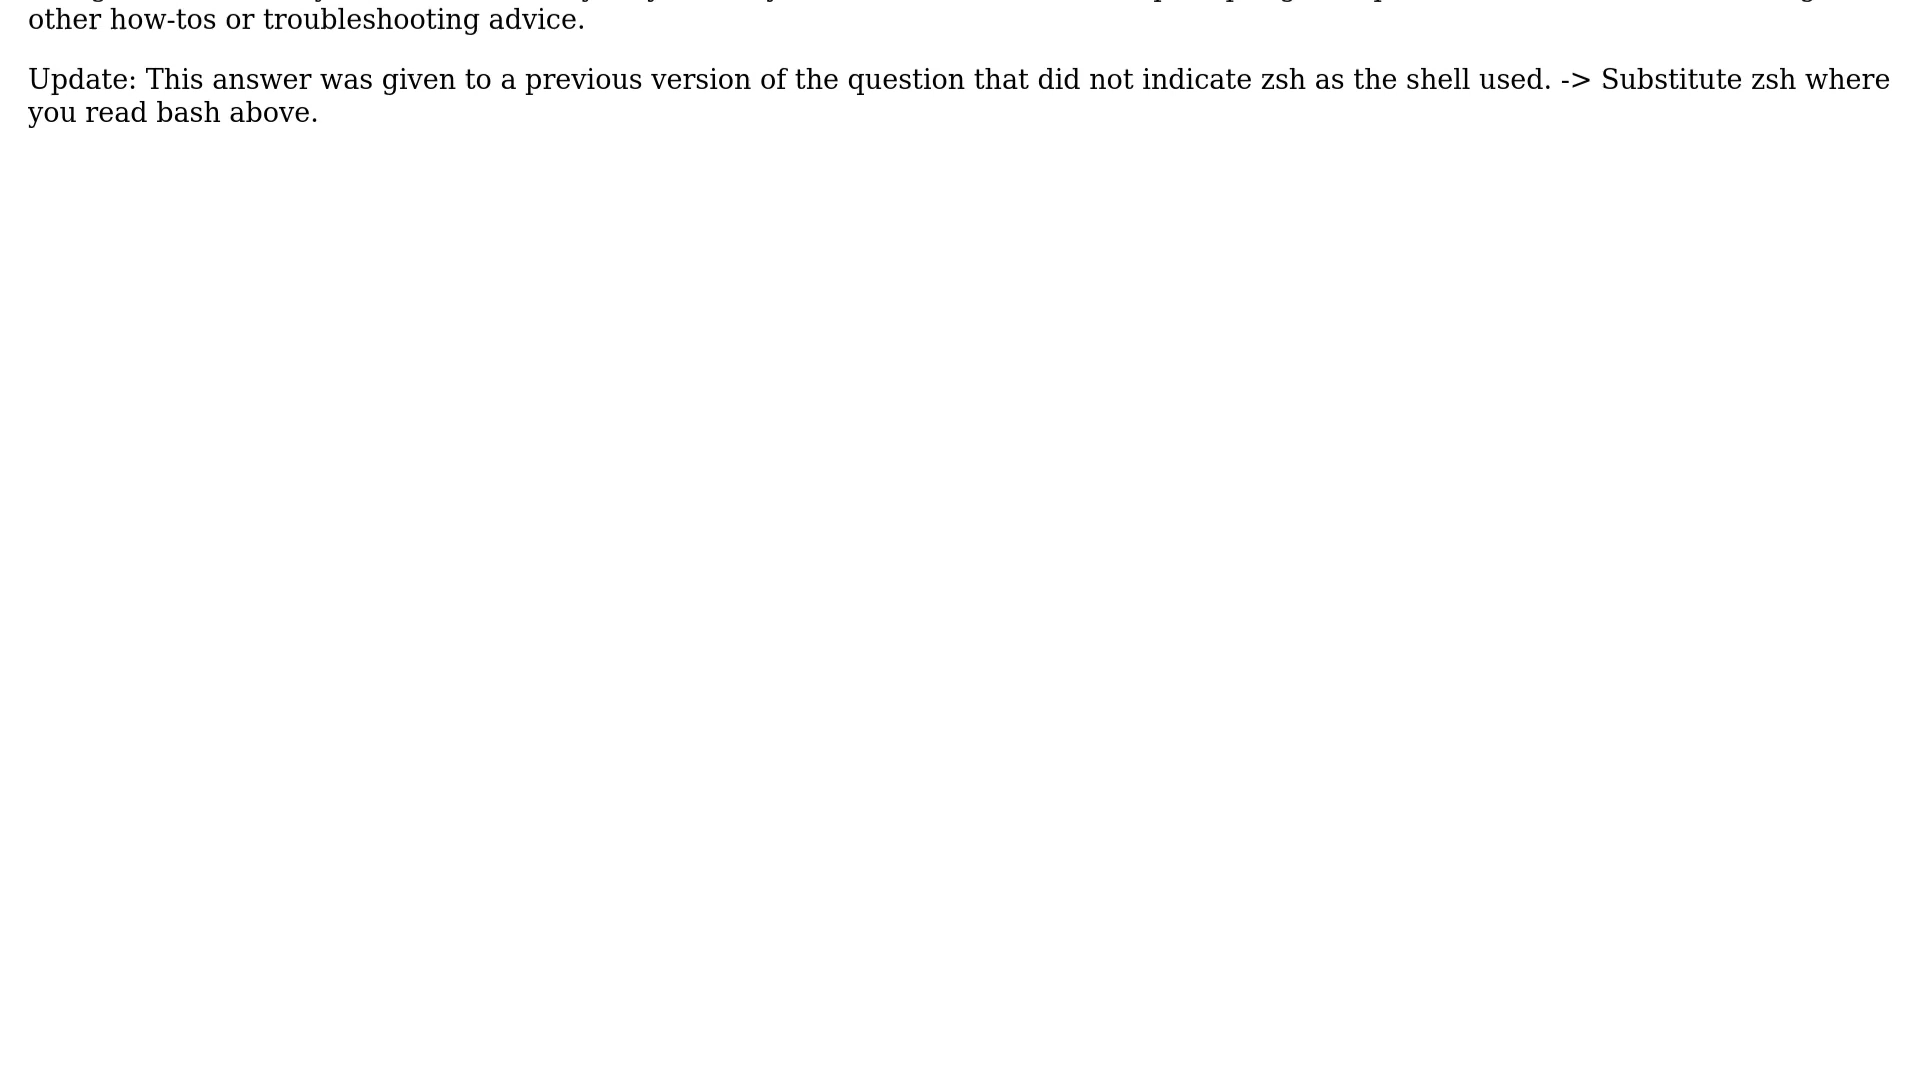 other how-tos or troubleshooting advice.
Update: This answer was given to a previous version of the question that did not indicate zsh as the shell used. -> Substitute zsh where
you read bash above.